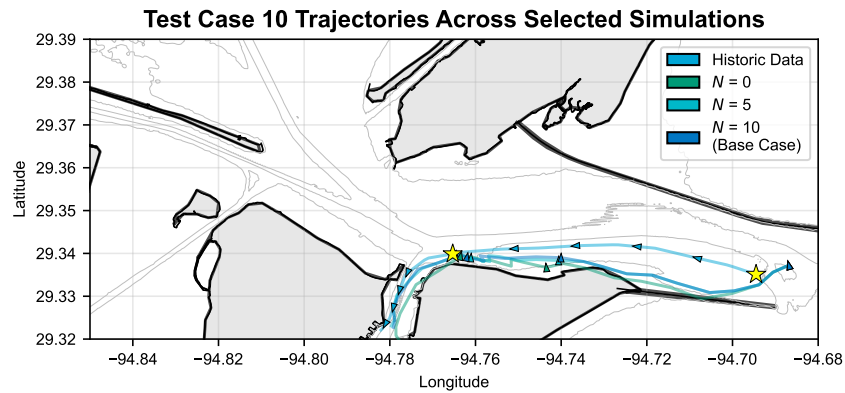 Test Case 10 Trajectories Across Selected Simulations
29.39
29.38
29.37
29.36
29.35
29.34
29.33
29.32
Latitude
Historic Data
N = 0
N = 5
N = 10
(Base Case)
−94.84
−94.82
−94.80
−94.78
−94.76
−94.74
−94.72
−94.70
−94.68
Longitude